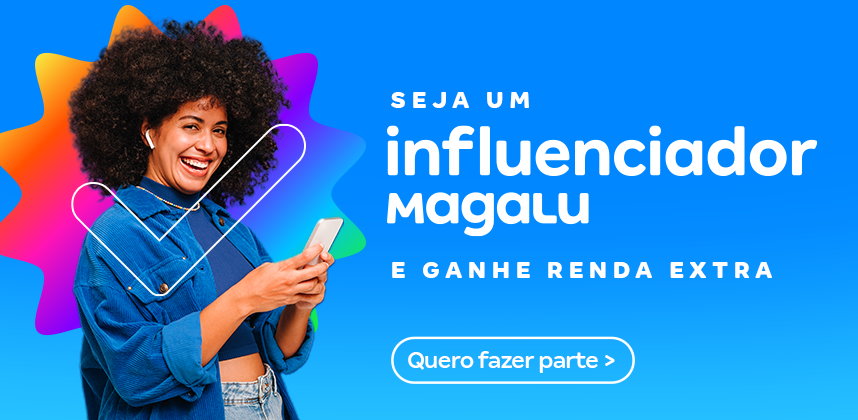 SEJA UM
influenciador
MAGALU
E GANHE RENDA EXTRA
Quero fazer parte >